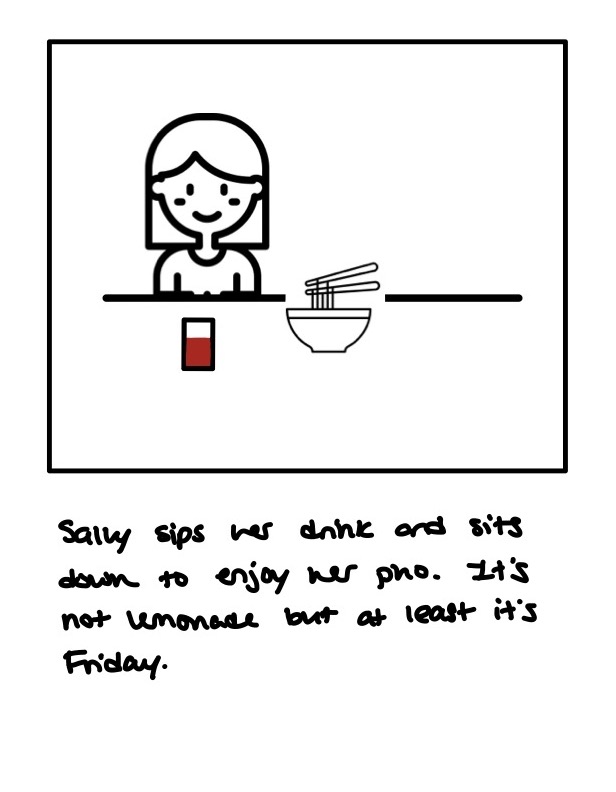 Sally sips her drink and sits
down to enjoy her pho. It's
not lemonade but at least it's
Friday.